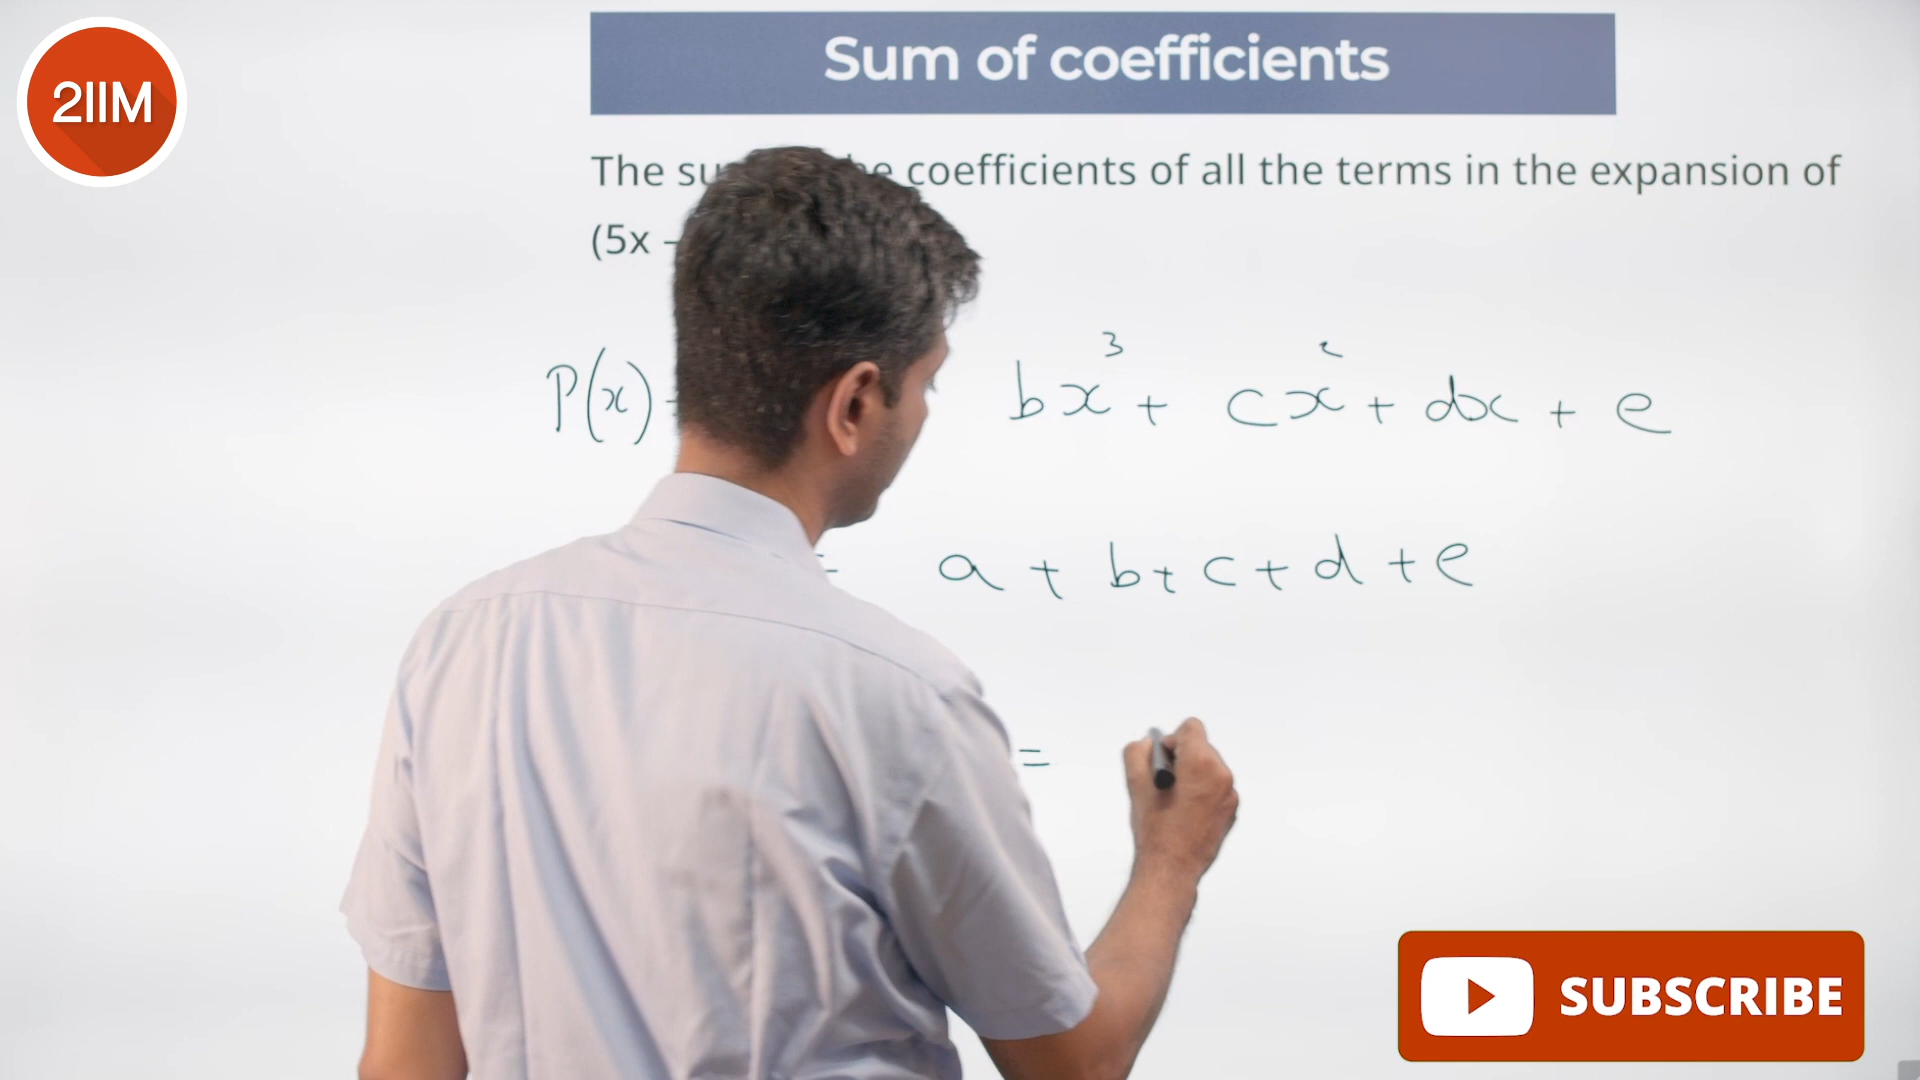 2IIM
Sum of coefficients
The coefficients of all the terms in the expansion of
(5x -
P(x) bx³ + cx² + dx + e
= a + b + c + d + e
=
SUBSCRIBE